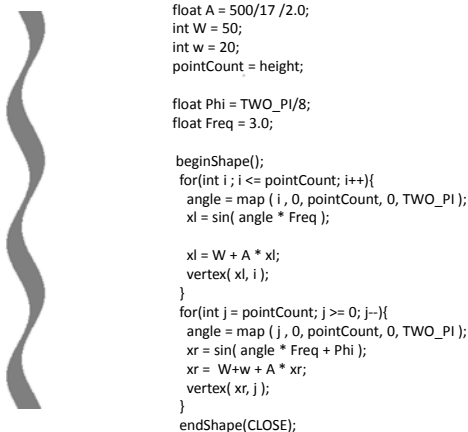 float A = 500/17 /2.0;
int W = 50;
int w = 20;
pointCount = height;
float Phi = TWO_PI/8;
float Freq = 3.0;
beginShape();
for(int i ; i <= pointCount; i++){
angle = map ( i , 0, pointCount, 0, TWO_PI );
xl = sin( angle * Freq );
xl = W + A * xl;
vertex( xl, i );
}
for(int j = pointCount; j >= 0; j--){
angle = map ( j , 0, pointCount, 0, TWO_PI );
xr = sin( angle * Freq + Phi );
xr =  W+w + A * xr;
vertex( xr, j );
}
endShape(CLOSE);